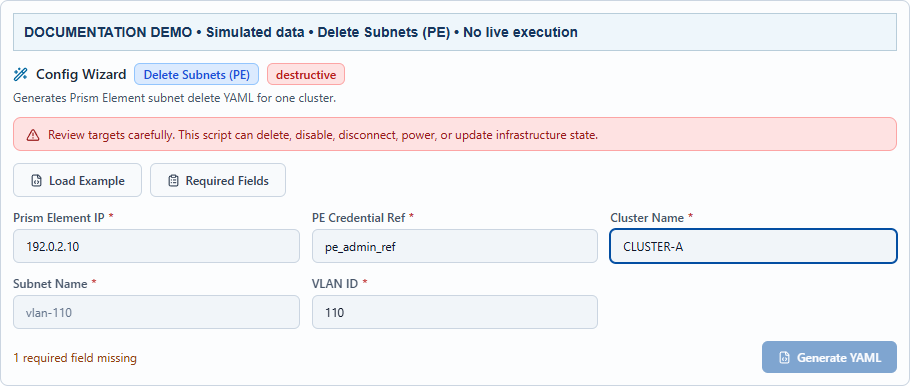 DOCUMENTATION DEMO • Simulated data • Delete Subnets (PE) • No live execution
Config Wizard Delete Subnets (PE) destructive
Generates Prism Element subnet delete YAML for one cluster.
Review targets carefully. This script can delete, disable, disconnect, power, or update infrastructure state.
Load Example Required Fields
Prism Element IP * PE Credential Ref * Cluster Name *
192.0.2.10 pe_admin_ref CLUSTER-A
Subnet Name * VLAN ID *
vlan-110 110
1 required field missing Generate YAML